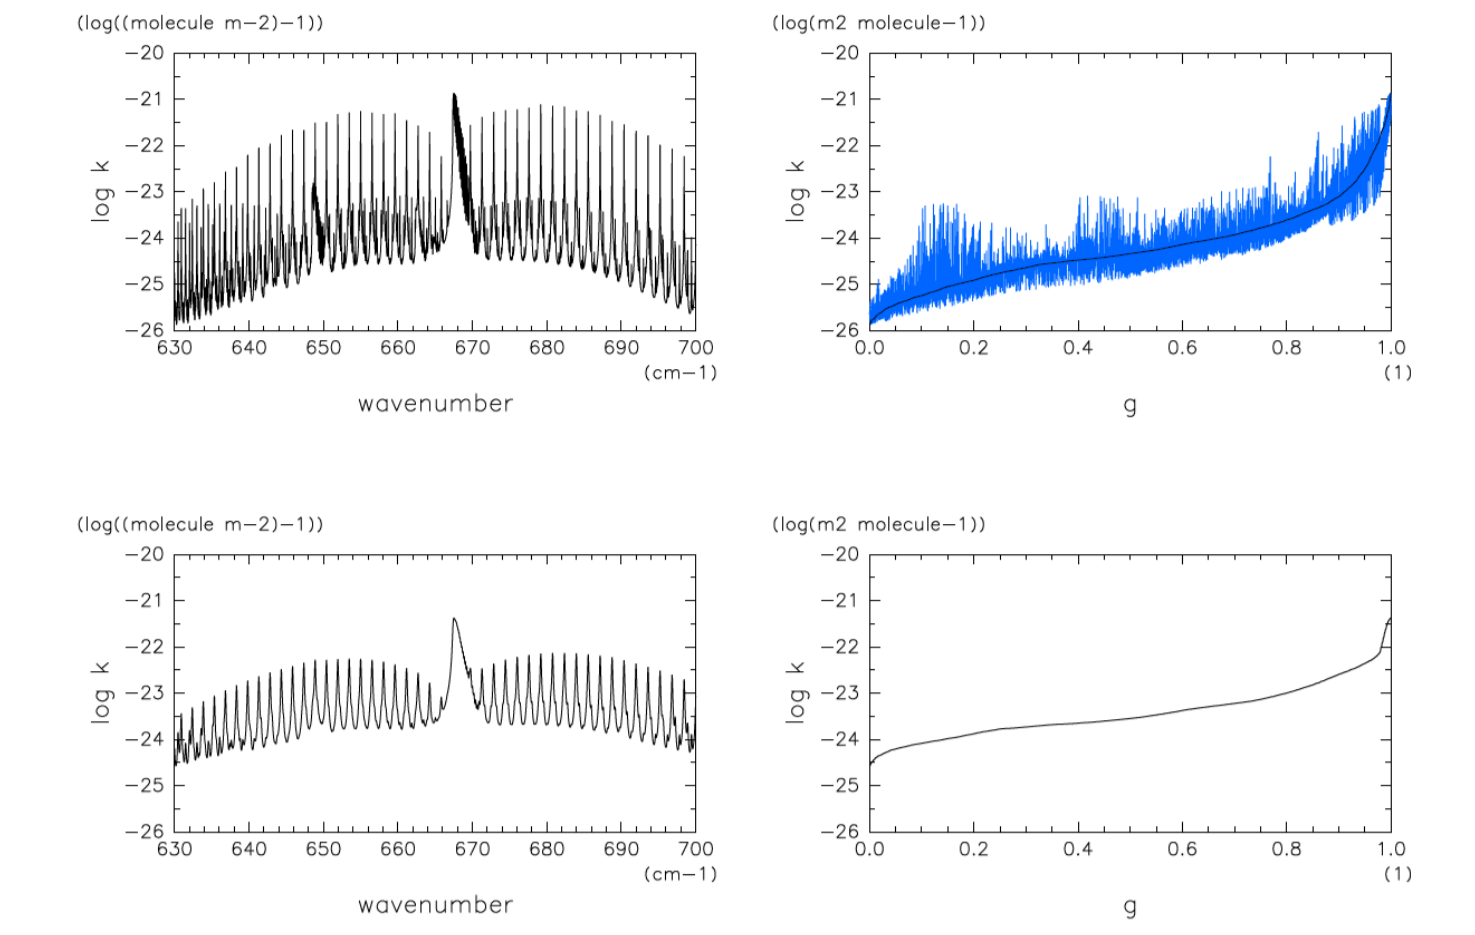 (log((molecule m−2)−1))
−20
−21
−22
−23
−24
−25
−26
log k
630 640 650 660 670 680 690 700
(cm−1)
wavenumber
(log(m2 molecule−1))
−20
−21
−22
−23
−24
−25
−26
log k
0.0 0.2 0.4 0.6 0.8 1.0
(1)
g
(log((molecule m−2)−1))
−20
−21
−22
−23
−24
−25
−26
log k
630 640 650 660 670 680 690 700
(cm−1)
wavenumber
(log(m2 molecule−1))
−20
−21
−22
−23
−24
−25
−26
log k
0.0 0.2 0.4 0.6 0.8 1.0
(1)
g